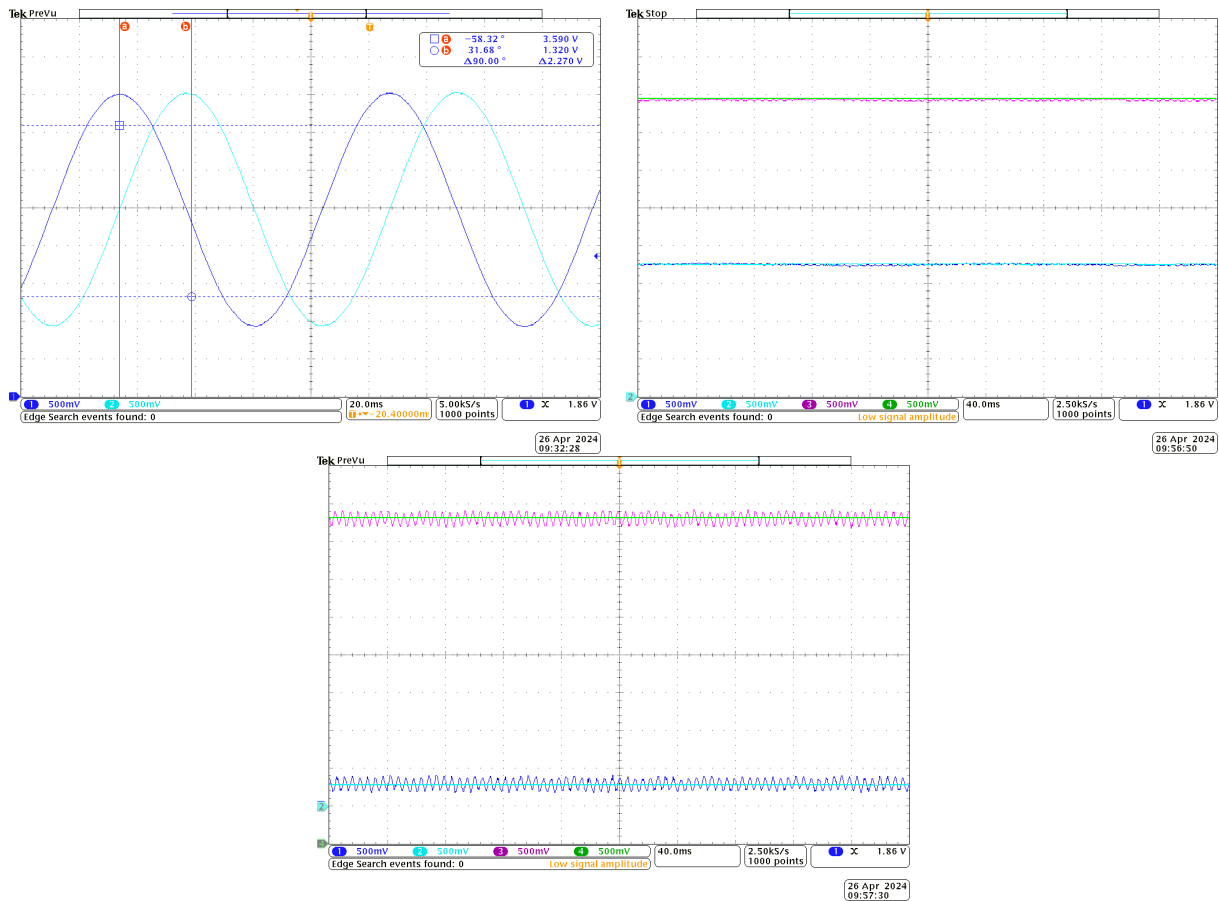 Tek PreVu
a b T
a −58.32 ° 3.590 V
b 31.68 ° 1.320 V
Δ90.00 ° Δ2.270 V
1
1 500mV 2 500mV
Edge Search events found: 0
20.0ms
T −20.40000m
5.00kS/s
1000 points
1 1.86 V
26 Apr 2024
09:32:28
Tek Stop
2
1 500mV 2 500mV 3 500mV 4 500mV
Edge Search events found: 0 Low signal amplitude
40.0ms
2.50kS/s
1000 points
1 1.86 V
26 Apr 2024
09:56:50
Tek PreVu
2
1 500mV 2 500mV 3 500mV 4 500mV
Edge Search events found: 0 Low signal amplitude
40.0ms
2.50kS/s
1000 points
1 1.86 V
26 Apr 2024
09:57:30